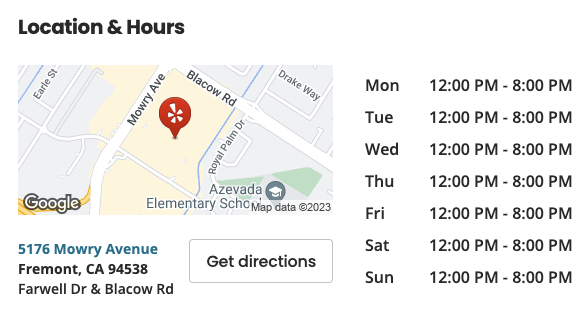 Location & Hours
Earle St
Mowry Ave
Blacow Rd
Drake Way
Royal Palm Dr
Azevada
Elementary School
Google
Map data ©2023
5176 Mowry Avenue
Fremont, CA 94538
Farwell Dr & Blacow Rd
Get directions
Mon 12:00 PM - 8:00 PM
Tue 12:00 PM - 8:00 PM
Wed 12:00 PM - 8:00 PM
Thu 12:00 PM - 8:00 PM
Fri 12:00 PM - 8:00 PM
Sat 12:00 PM - 8:00 PM
Sun 12:00 PM - 8:00 PM